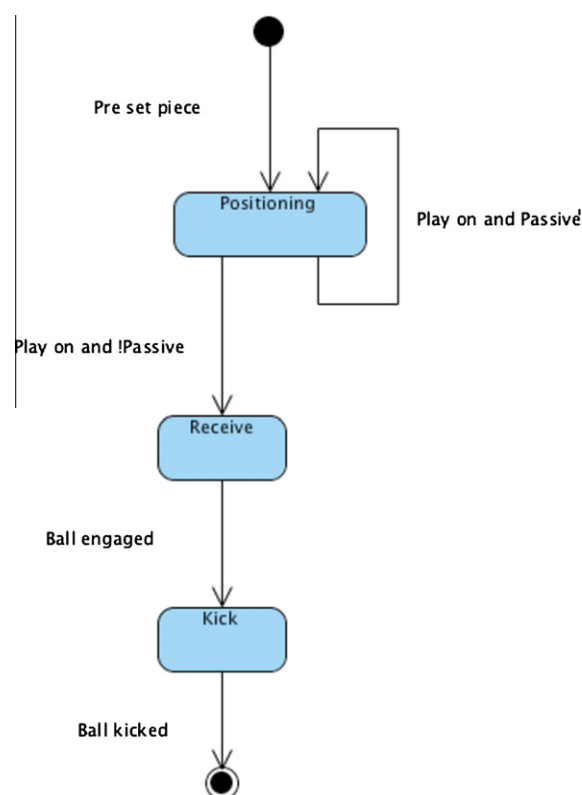 Pre set piece
Positioning
Play on and Passive'
Play on and !Passive
Receive
Ball engaged
Kick
Ball kicked